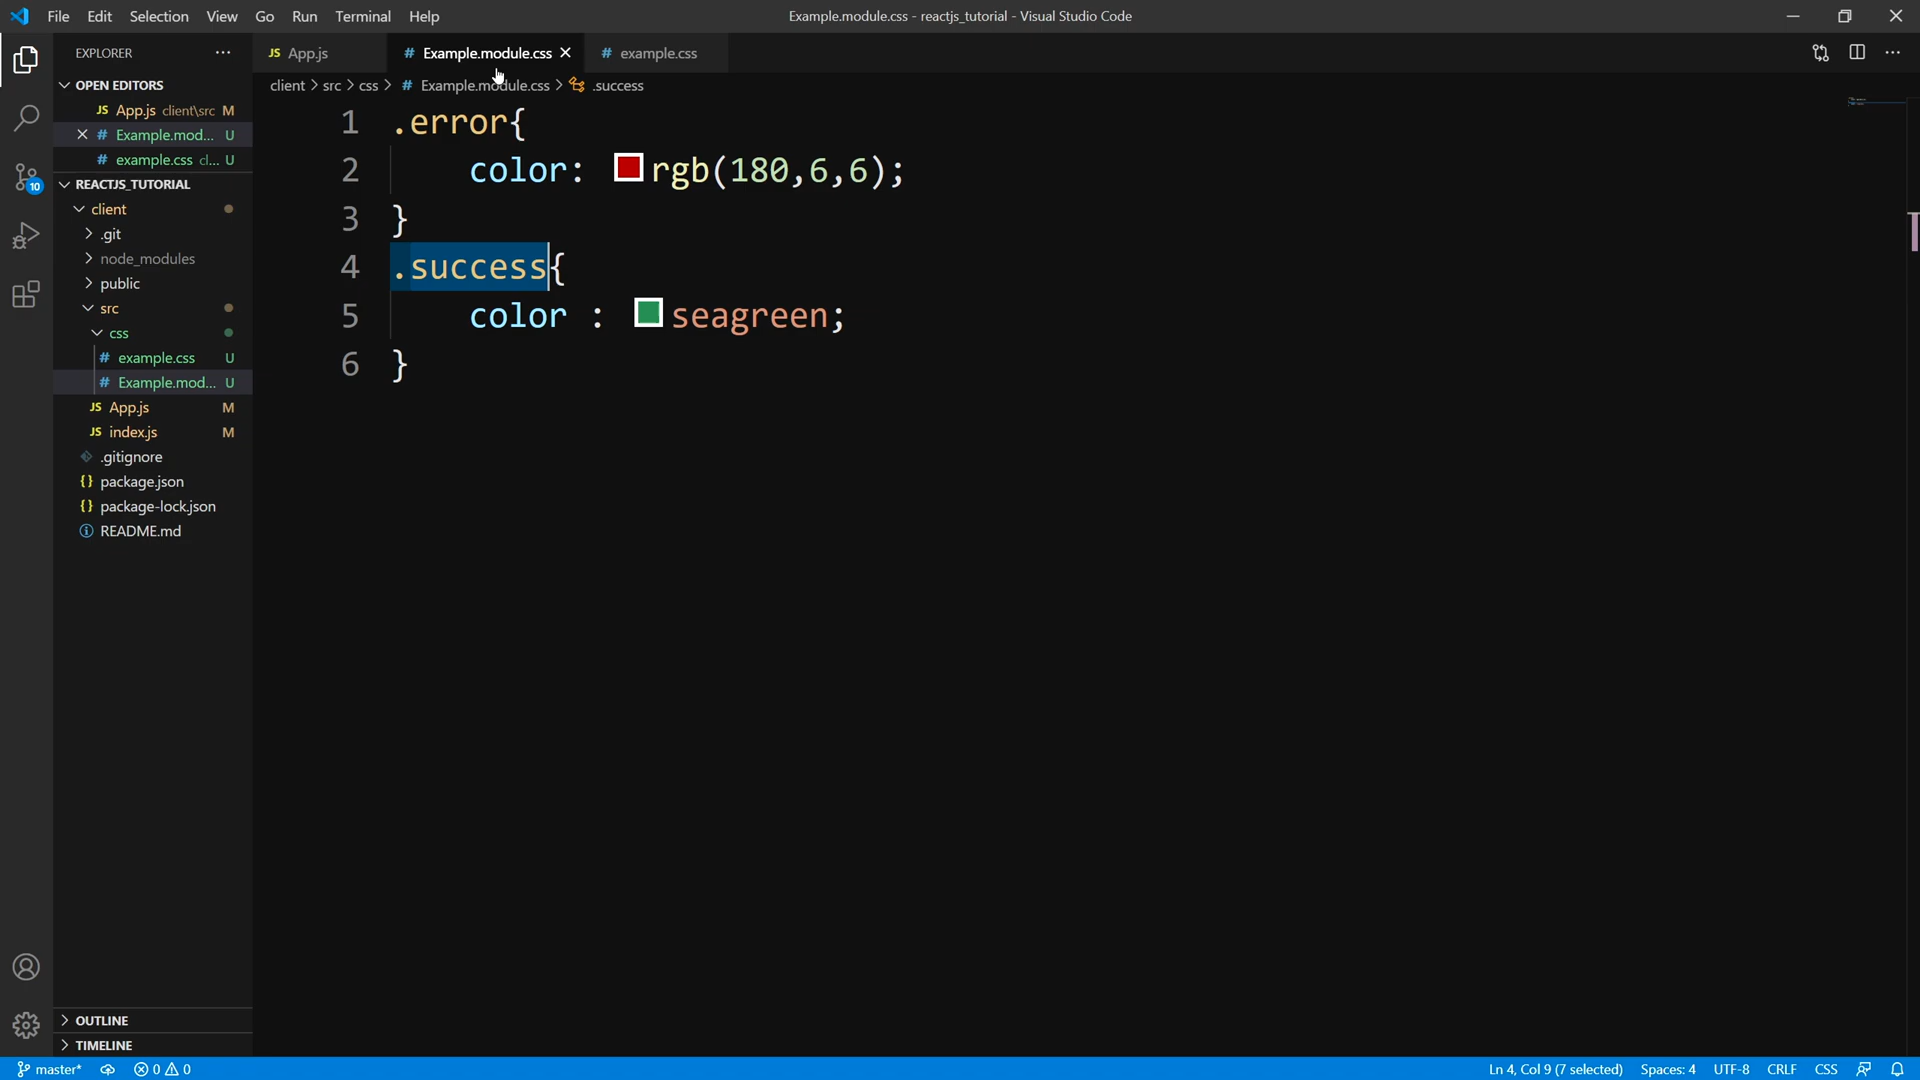 File Edit Selection View Go Run Terminal Help
Example.module.css - reactjs_tutorial - Visual Studio Code
EXPLORER
OPEN EDITORS
JS App.js client\src M
# Example.mod... U
# example.css cl... U
REACTJS_TUTORIAL
client
.git
node_modules
public
src
css
# example.css U
# Example.mod... U
JS App.js M
JS index.js M
.gitignore
{} package.json
{} package-lock.json
README.md
OUTLINE
TIMELINE
10
JS App.js
# Example.module.css
# example.css
client > src > css > # Example.module.css > .success
1 .error{
2 color: rgb(180,6,6);
3 }
4 .success{
5 color : seagreen;
6 }
master* 0 0
Ln 4, Col 9 (7 selected) Spaces: 4 UTF-8 CRLF CSS